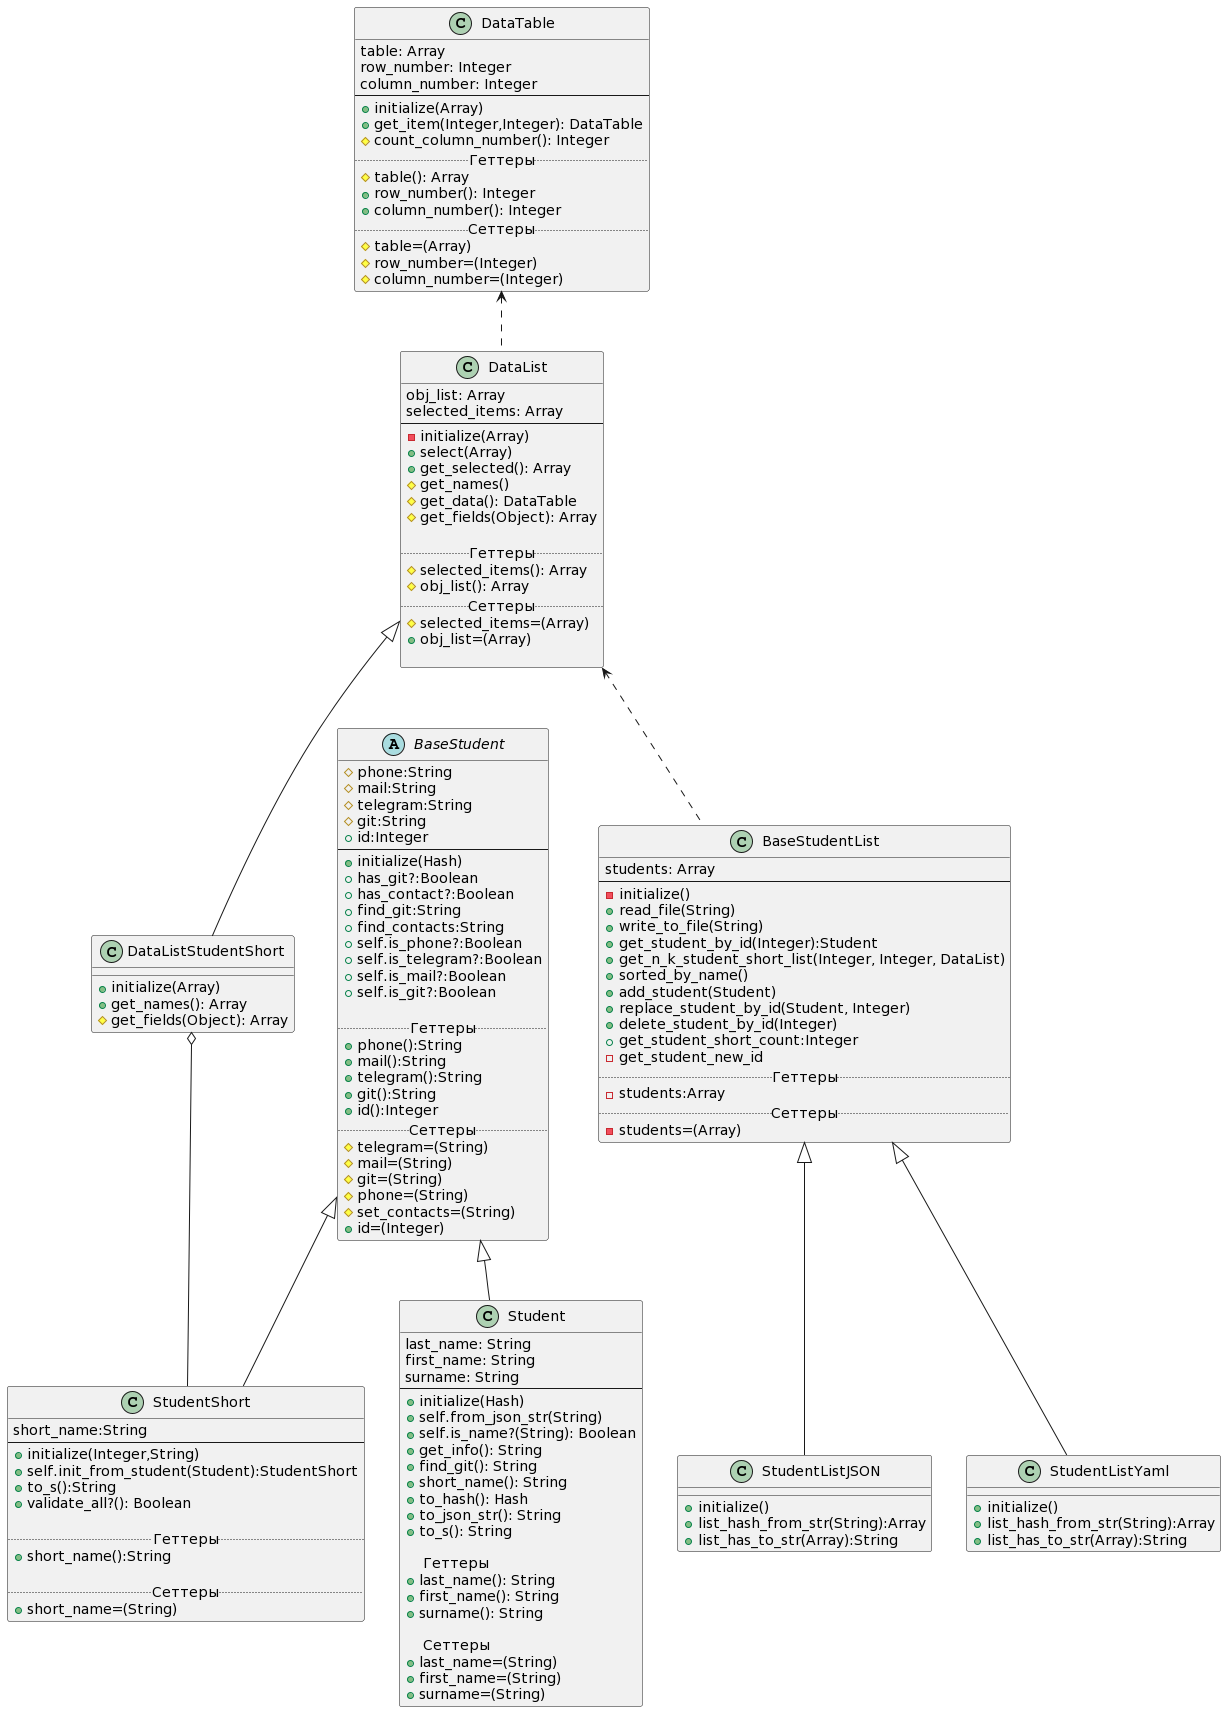 DataTable
table: Array
row_number: Integer
column_number: Integer
initialize(Array)
get_item(Integer,Integer): DataTable
count_column_number(): Integer
Геттеры
table(): Array
row_number(): Integer
column_number(): Integer
Сеттеры
table=(Array)
row_number=(Integer)
column_number=(Integer)
DataList
obj_list: Array
selected_items: Array
initialize(Array)
select(Array)
get_selected(): Array
get_names()
get_data(): DataTable
get_fields(Object): Array
Геттеры
selected_items(): Array
obj_list(): Array
Сеттеры
selected_items=(Array)
obj_list=(Array)
BaseStudent
phone:String
mail:String
telegram:String
git:String
id:Integer
initialize(Hash)
has_git?:Boolean
has_contact?:Boolean
find_git:String
find_contacts:String
self.is_phone?:Boolean
self.is_telegram?:Boolean
self.is_mail?:Boolean
self.is_git?:Boolean
Геттеры
phone():String
mail():String
telegram():String
git():String
id():Integer
Сеттеры
telegram=(String)
mail=(String)
git=(String)
phone=(String)
set_contacts=(String)
id=(Integer)
BaseStudentList
students: Array
initialize()
read_file(String)
write_to_file(String)
get_student_by_id(Integer):Student
get_n_k_student_short_list(Integer, Integer, DataList)
sorted_by_name()
add_student(Student)
replace_student_by_id(Student, Integer)
delete_student_by_id(Integer)
get_student_short_count:Integer
get_student_new_id
Геттеры
students:Array
Сеттеры
students=(Array)
DataListStudentShort
initialize(Array)
get_names(): Array
get_fields(Object): Array
StudentShort
short_name:String
initialize(Integer,String)
self.init_from_student(Student):StudentShort
to_s():String
validate_all?(): Boolean
Геттеры
short_name():String
Сеттеры
short_name=(String)
Student
last_name: String
first_name: String
surname: String
initialize(Hash)
self.from_json_str(String)
self.is_name?(String): Boolean
get_info(): String
find_git(): String
short_name(): String
to_hash(): Hash
to_json_str(): String
to_s(): String
Геттеры
last_name(): String
first_name(): String
surname(): String
Сеттеры
last_name=(String)
first_name=(String)
surname=(String)
StudentListJSON
initialize()
list_hash_from_str(String):Array
list_has_to_str(Array):String
StudentListYaml
initialize()
list_hash_from_str(String):Array
list_has_to_str(Array):String